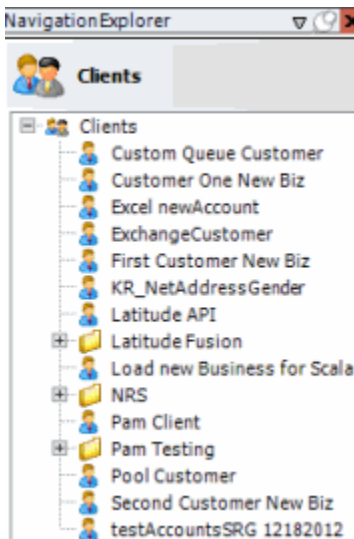 NavigationExplorer
Clients
Clients
Custom Queue Customer
Customer One New Biz
Excel newAccount
ExchangeCustomer
First Customer New Biz
KR_NetAddressGender
Latitude API
Latitude Fusion
Load new Business for Scala
NRS
Pam Client
Pam Testing
Pool Customer
Second Customer New Biz
testAccountsSRG 12182012